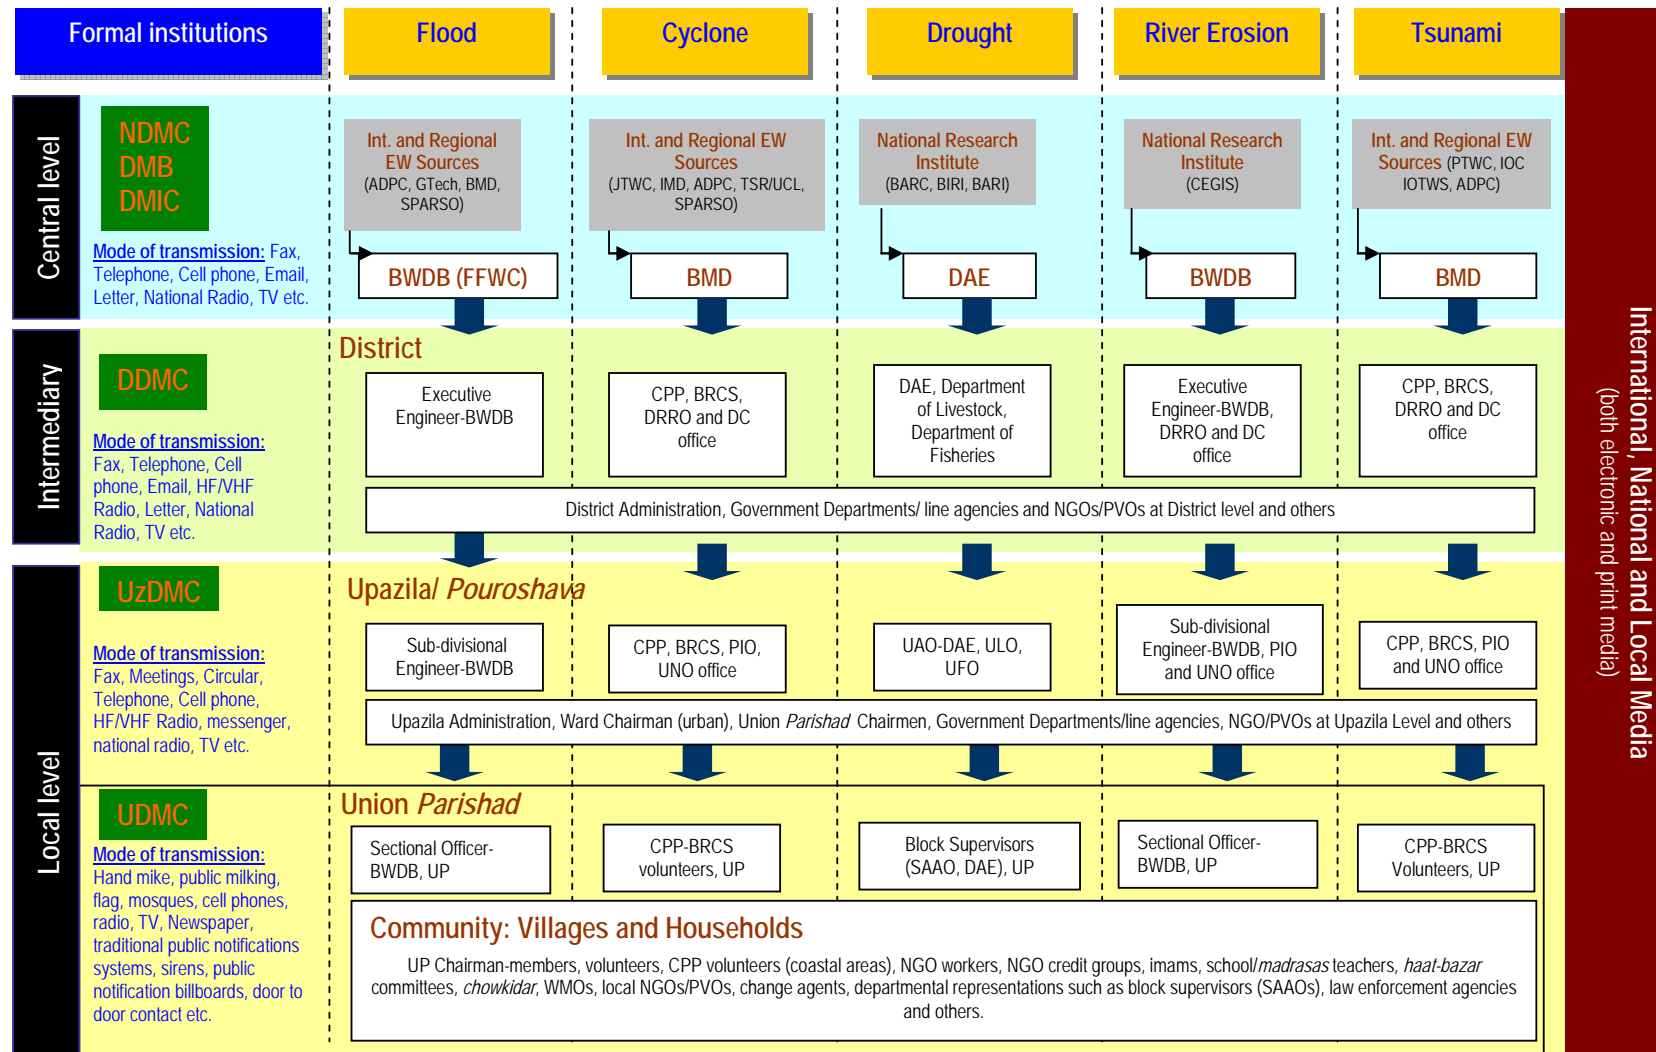 Formal institutions
Flood
Cyclone
Drought
River Erosion
Tsunami
Central level
NDMC
DMB
DMIC
Mode of transmission: Fax,
Telephone, Cell phone, Email,
Letter, National Radio, TV etc.
Int. and Regional
EW Sources
(ADPC, GTech, BMD,
SPARSO)
Int. and Regional EW
Sources
(JTWC, IMD, ADPC, TSR/UCL,
SPARSO)
National Research
Institute
(BARC, BIRI, BARI)
National Research
Institute
(CEGIS)
Int. and Regional EW
Sources (PTWC, IOC
IOTWS, ADPC)
BWDB (FFWC)
BMD
DAE
BWDB
BMD
Intermediary
DDMC
Mode of transmission:
Fax, Telephone, Cell
phone, Email, HF/VHF
Radio, Letter, National
Radio, TV etc.
District
Executive
Engineer-BWDB
CPP, BRCS,
DRRO and DC
office
DAE, Department
of Livestock,
Department of
Fisheries
Executive
Engineer-BWDB,
DRRO and DC
office
CPP, BRCS,
DRRO and DC
office
District Administration, Government Departments/ line agencies and NGOs/PVOs at District level and others
Local level
UzDMC
Mode of transmission:
Fax, Meetings, Circular,
Telephone, Cell phone,
HF/VHF Radio, messenger,
national radio, TV etc.
Upazila/ Pouroshava
Sub-divisional
Engineer-BWDB
CPP, BRCS, PIO,
UNO office
UAO-DAE, ULO,
UFO
Sub-divisional
Engineer-BWDB, PIO
and UNO office
CPP, BRCS, PIO
and UNO office
Upazila Administration, Ward Chairman (urban), Union Parishad Chairmen, Government Departments/line agencies, NGO/PVOs at Upazila Level and others
UDMC
Mode of transmission:
Hand mike, public milking,
flag, mosques, cell phones,
radio, TV, Newspaper,
traditional public notifications
systems, sirens, public
notification billboards, door to
door contact etc.
Union Parishad
Sectional Officer-
BWDB, UP
CPP-BRCS
volunteers, UP
Block Supervisors
(SAAO, DAE), UP
Sectional Officer-
BWDB, UP
CPP-BRCS
Volunteers, UP
Community: Villages and Households
UP Chairman-members, volunteers, CPP volunteers (coastal areas), NGO workers, NGO credit groups, imams, school/madrasas teachers, haat-bazar
committees, chowkidar, WMOs, local NGOs/PVOs, change agents, departmental representations such as block supervisors (SAAOs), law enforcement agencies
and others.
International, National and Local Media
(both electronic and print media)